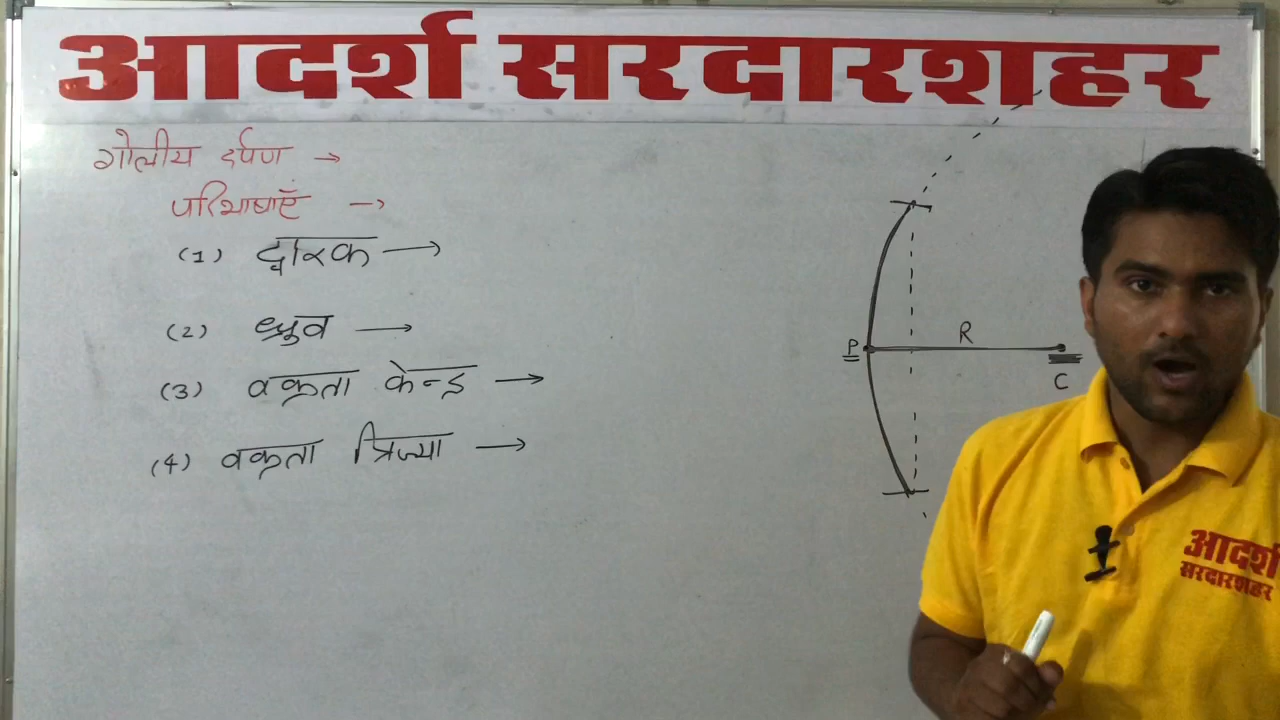 आदर्श सरदारशहर
गोलीय दर्पण →
परिभाषाएँ →
(1) द्वारक →
(2) ध्रुव →
(3) वक्रता केन्द्र →
(4) वक्रता त्रिज्या →
P
R
C
आदर्श
सरदारशहर